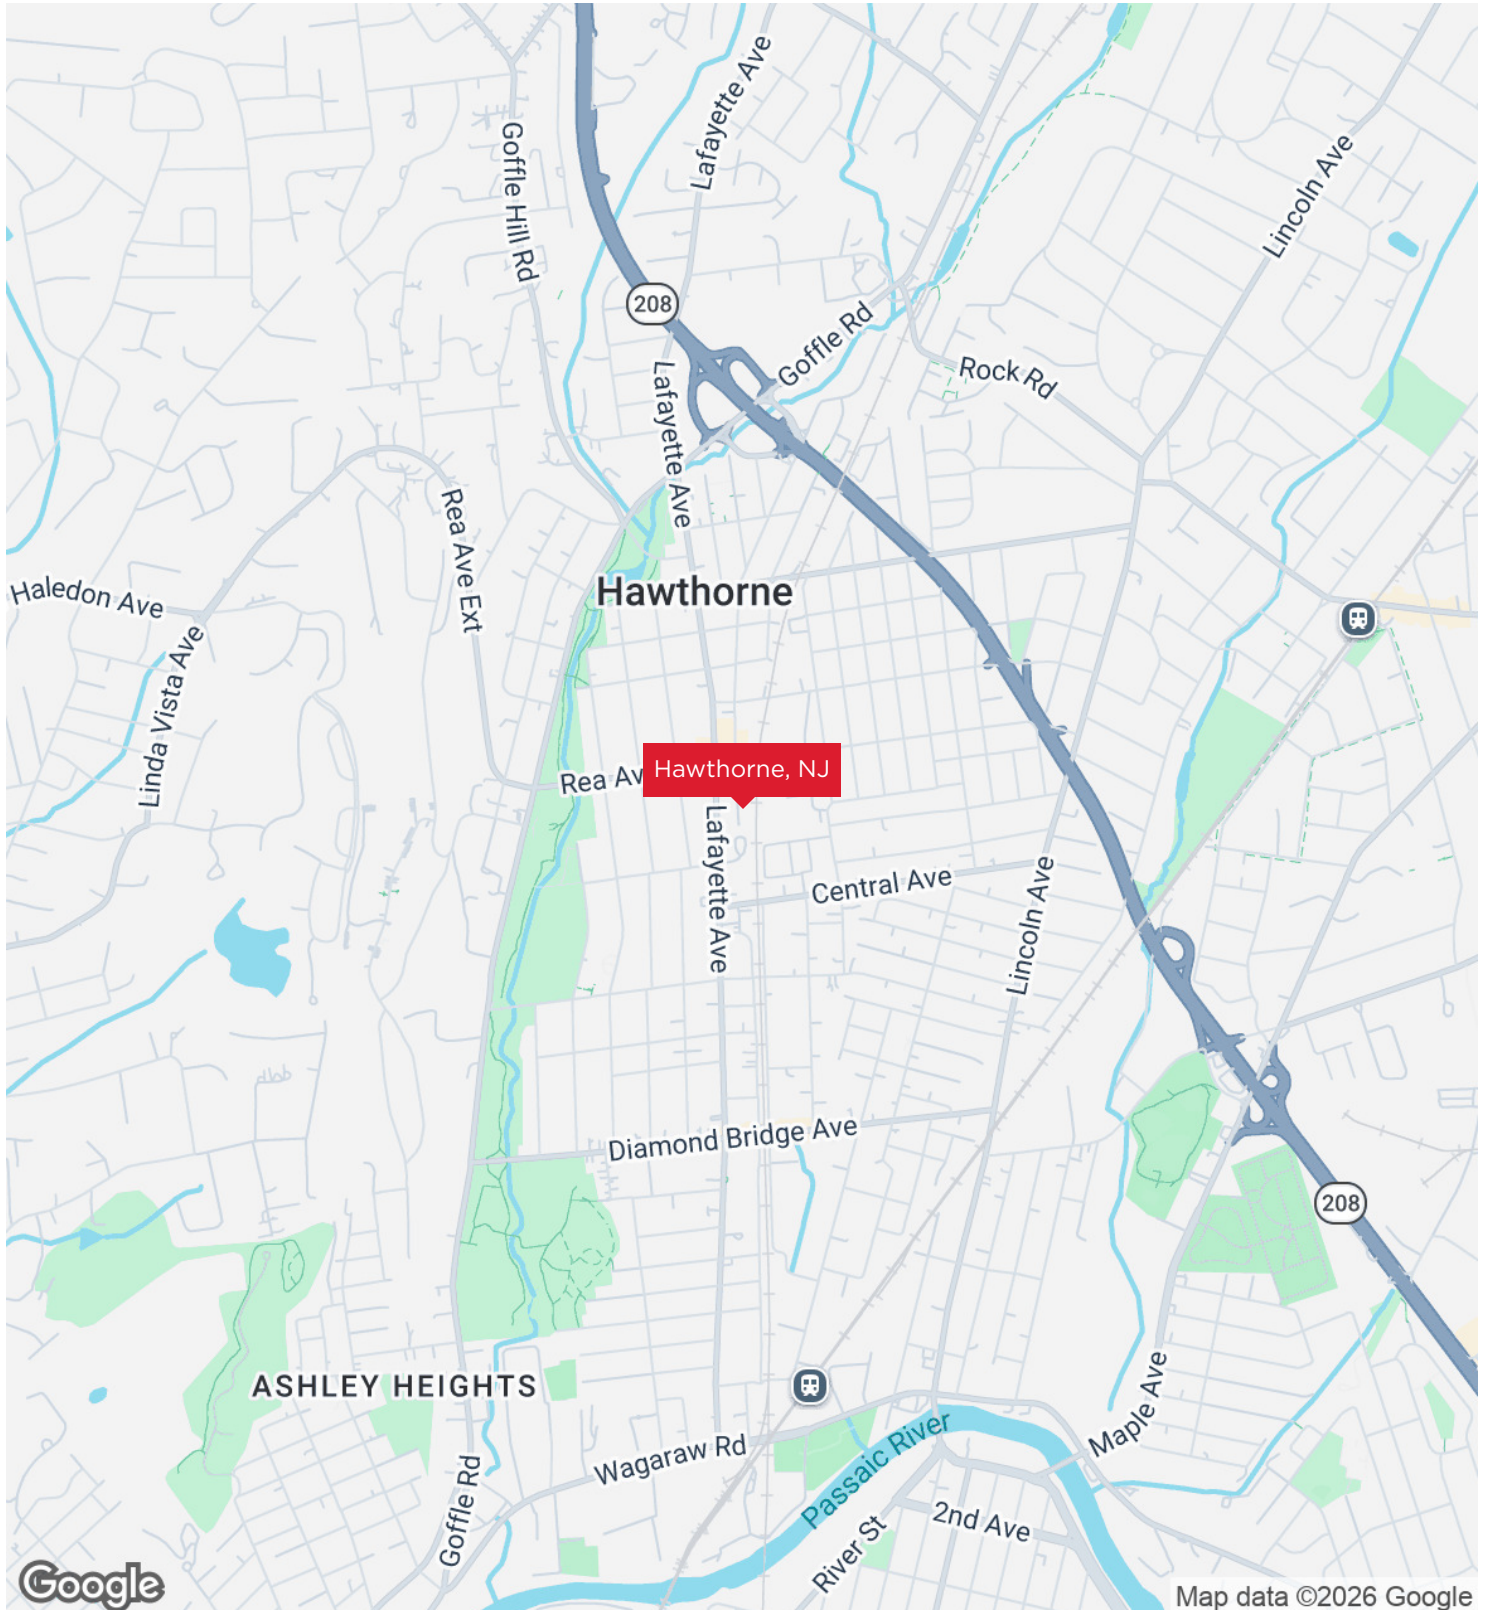 Lafayette Ave
Goffle Hill Rd
Lincoln Ave
208
Goffle Rd
Rock Rd
Lafayette Ave
Rea Ave Ext
Haledon Ave
Hawthorne
Linda Vista Ave
Rea Av
Hawthorne, NJ
Lafayette Ave
Central Ave
Lincoln Ave
Diamond Bridge Ave
208
ASHLEY HEIGHTS
Maple Ave
Wagaraw Rd
Passaic River
Goffle Rd
2nd Ave
River St
Google
Map data ©2026 Google